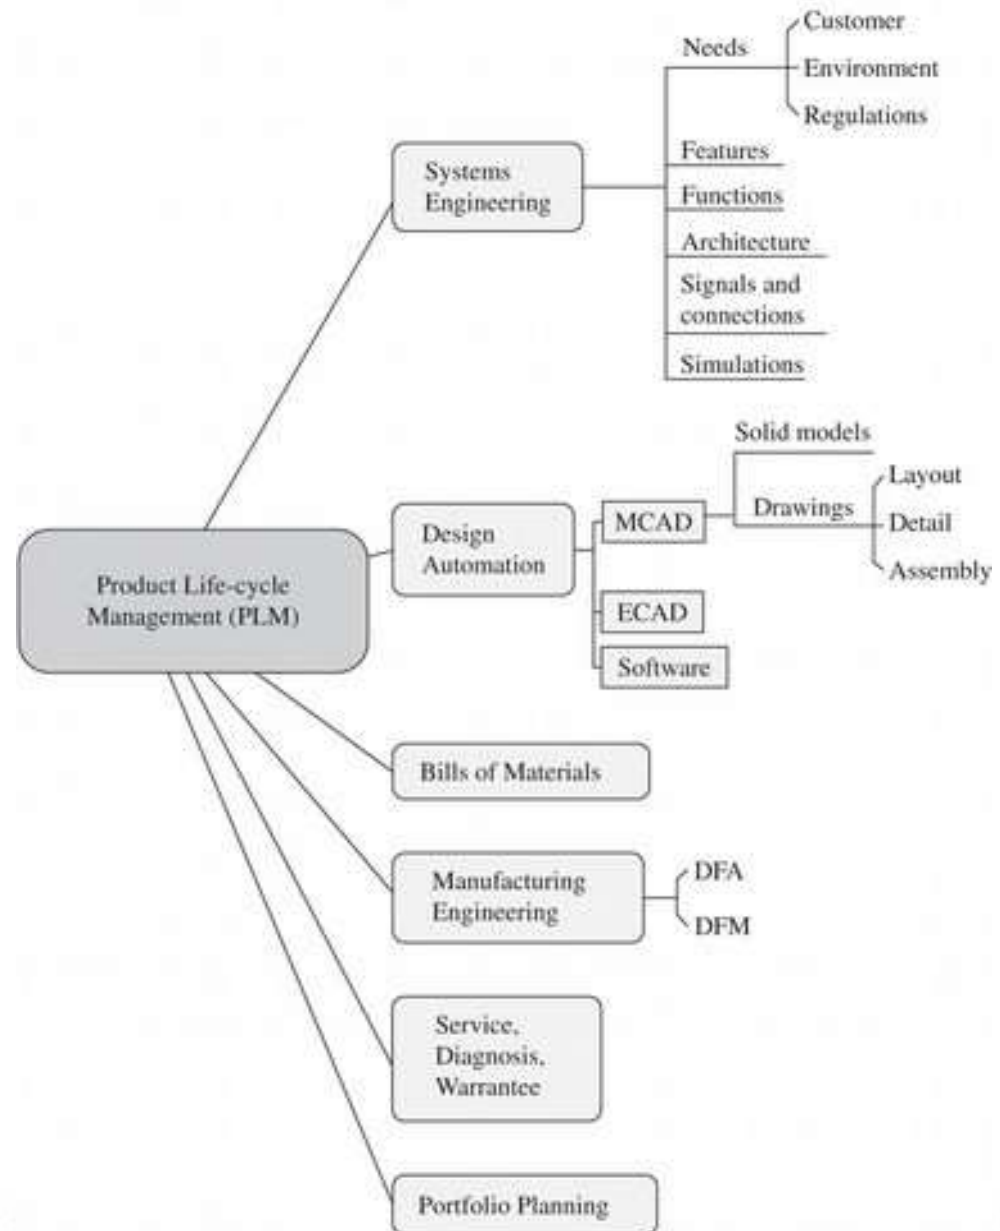 Customer
Needs
Environment
Regulations
Systems
Engineering
Features
Functions
Architecture
Signals and
connections
Simulations
Solid models
Layout
Drawings
Detail
Assembly
MCAD
Design
Automation
ECAD
Software
Product Life-cycle
Management (PLM)
Bills of Materials
Manufacturing
Engineering
DFA
DFM
Service,
Diagnosis,
Warrantee
Portfolio Planning